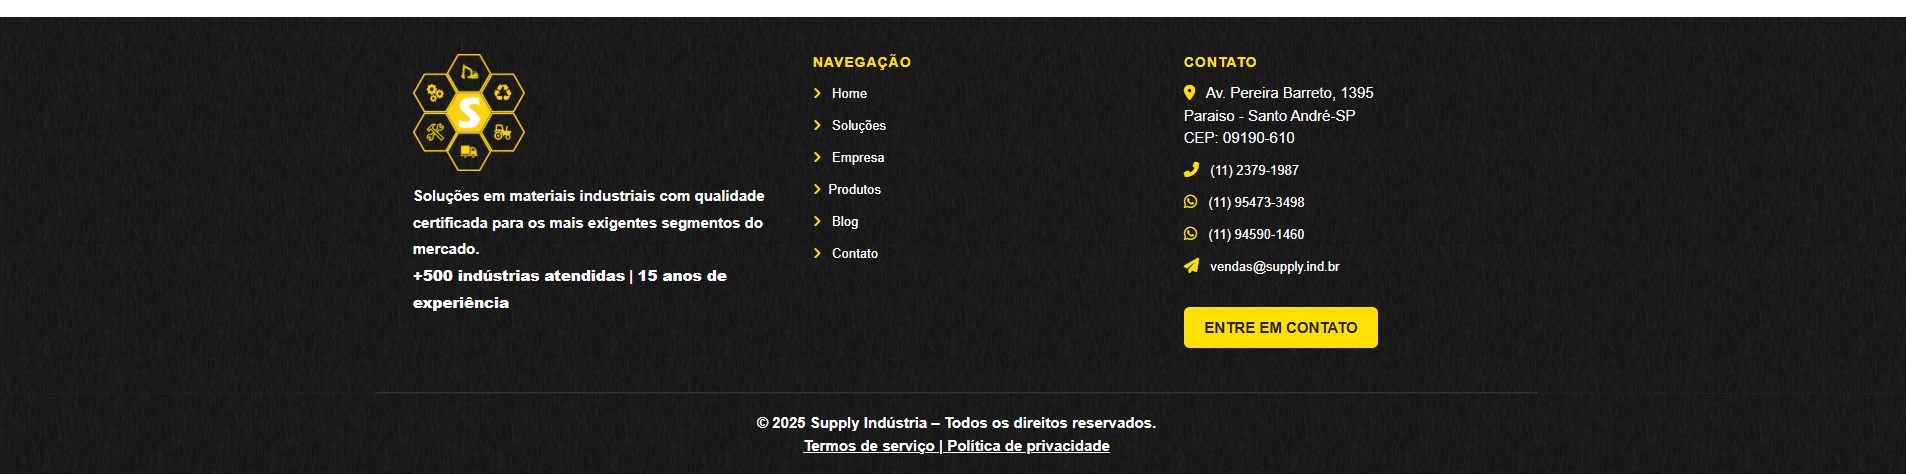 S
Soluções em materiais industriais com qualidade
certificada para os mais exigentes segmentos do
mercado.
+500 indústrias atendidas | 15 anos de
experiência
NAVEGAÇÃO
Home
Soluções
Empresa
Produtos
Blog
Contato
CONTATO
Av. Pereira Barreto, 1395
Paraiso - Santo André-SP
CEP: 09190-610
(11) 2379-1987
(11) 95473-3498
(11) 94590-1460
vendas@supply.ind.br
ENTRE EM CONTATO
© 2025 Supply Indústria – Todos os direitos reservados.
Termos de serviço | Política de privacidade